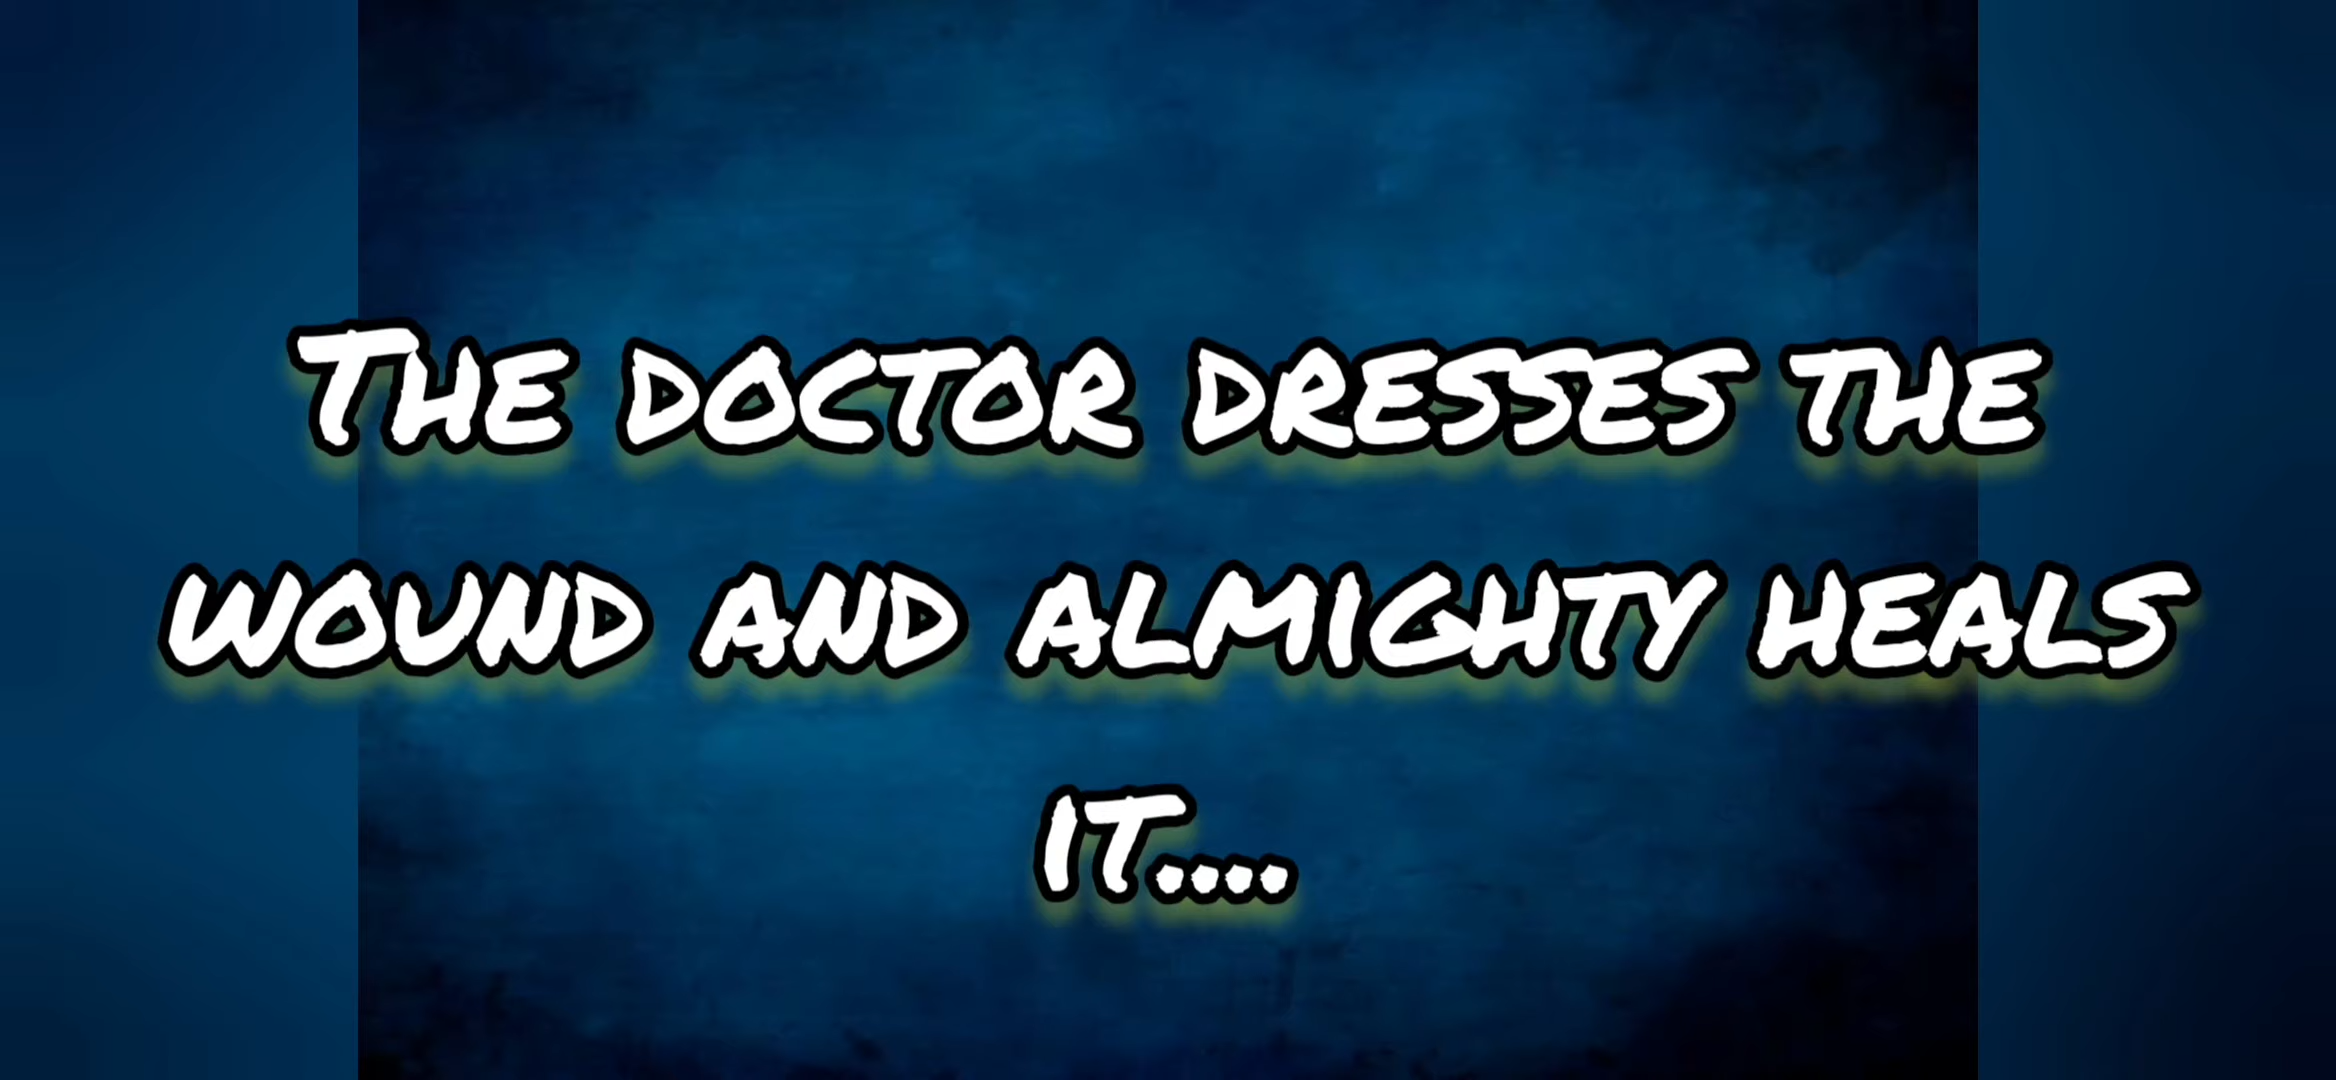 The doctor dresses the
wound and almighty heals
it....